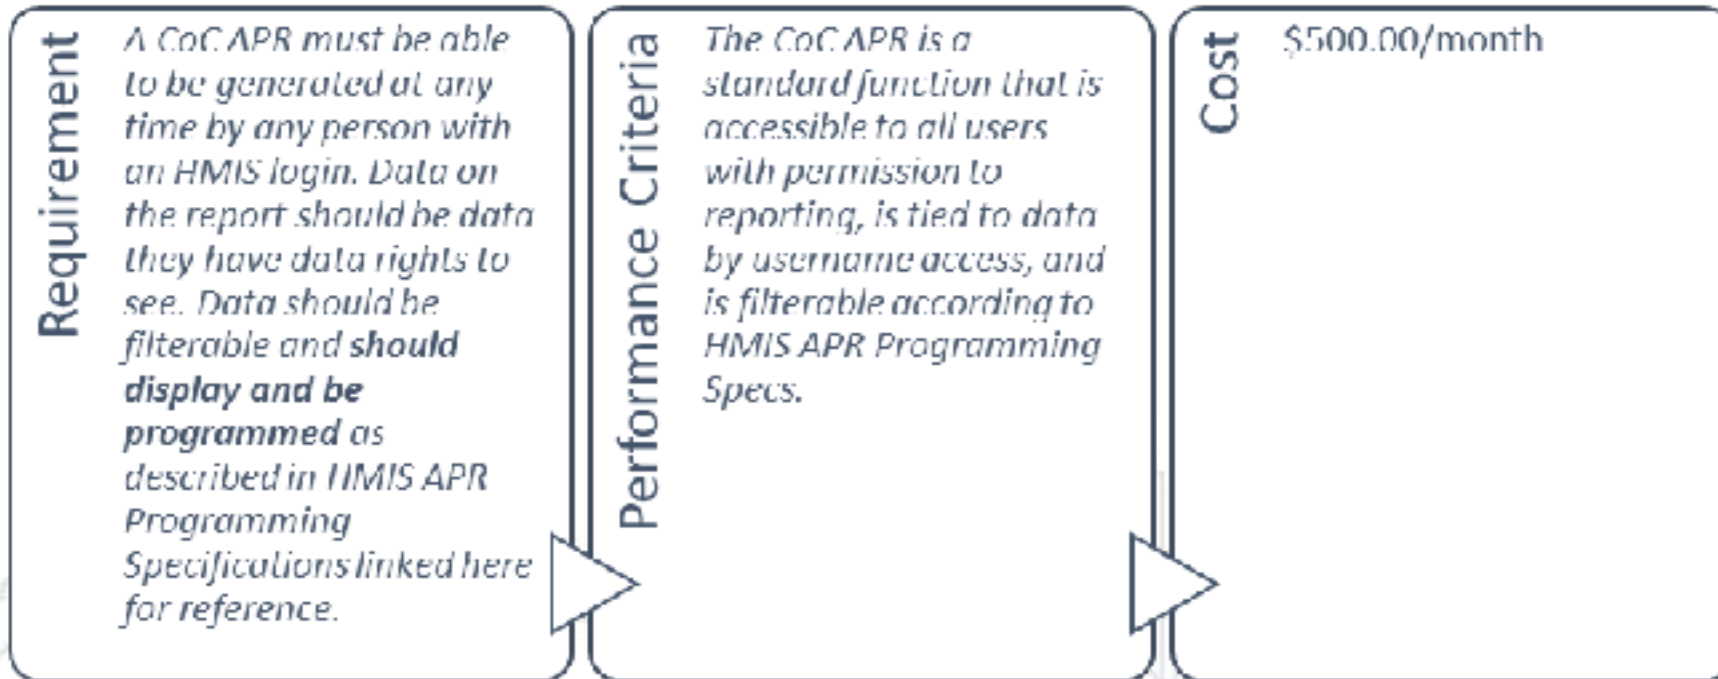 Requirement
A CoC APR must be able
to be generated at any
time by any person with
an HMIS login. Data on
the report should be data
they have data rights to
see. Data should be
filterable and should
display and be
programmed as
described in HMIS APR
Programming
Specifications linked here
for reference.
Performance Criteria
The CoC APR is a
standard function that is
accessible to all users
with permission to
reporting, is tied to data
by username access, and
is filterable according to
HMIS APR Programming
Specs.
Cost
$500.00/month